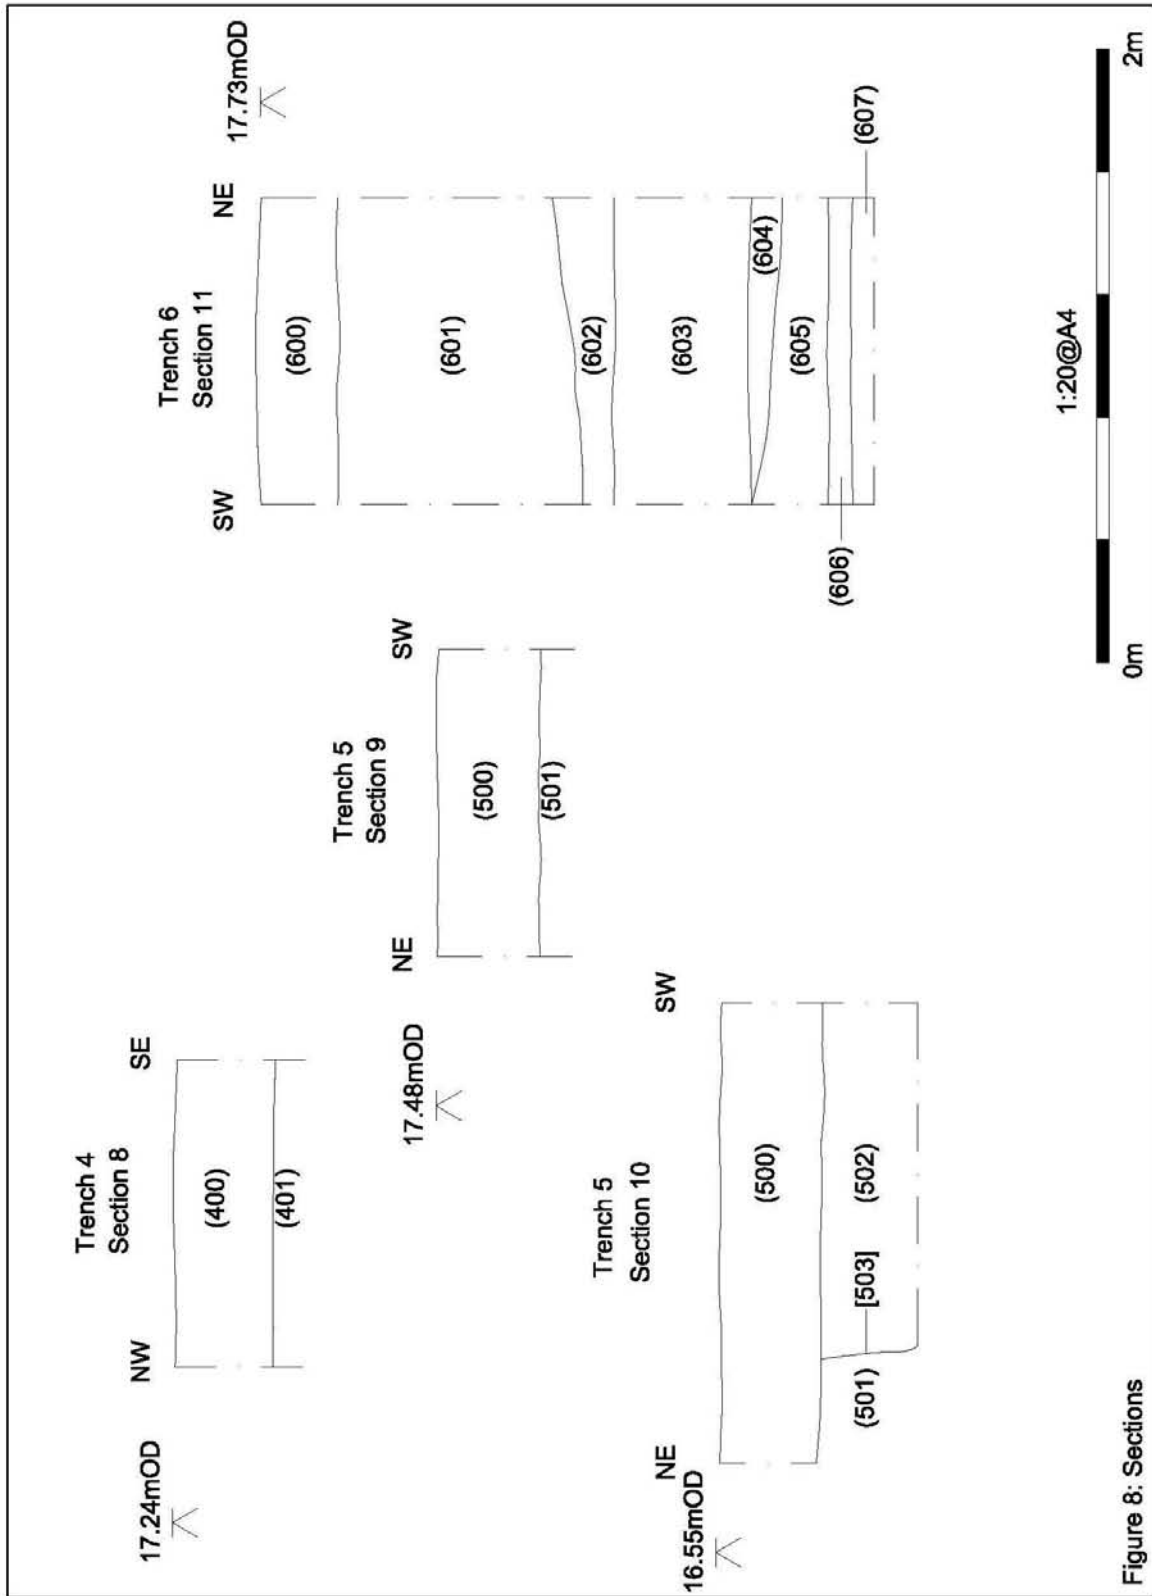 Trench 4
Section 8
17.24mOD
NW
SE
(400)
(401)
Trench 5
Section 9
17.48mOD
NE
SW
(500)
(501)
Trench 6
Section 11
SW
NE
17.73mOD
(600)
(601)
(602)
(603)
(604)
(605)
(606)
(607)
Trench 5
Section 10
16.55mOD
NE
SW
(500)
(501)
[503]
(502)
1:20@A4
0m
2m
Figure 8: Sections